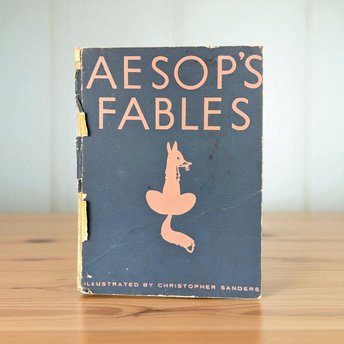 AESOP'S
FABLES
ILLUSTRATED BY CHRISTOPHER SANDERS